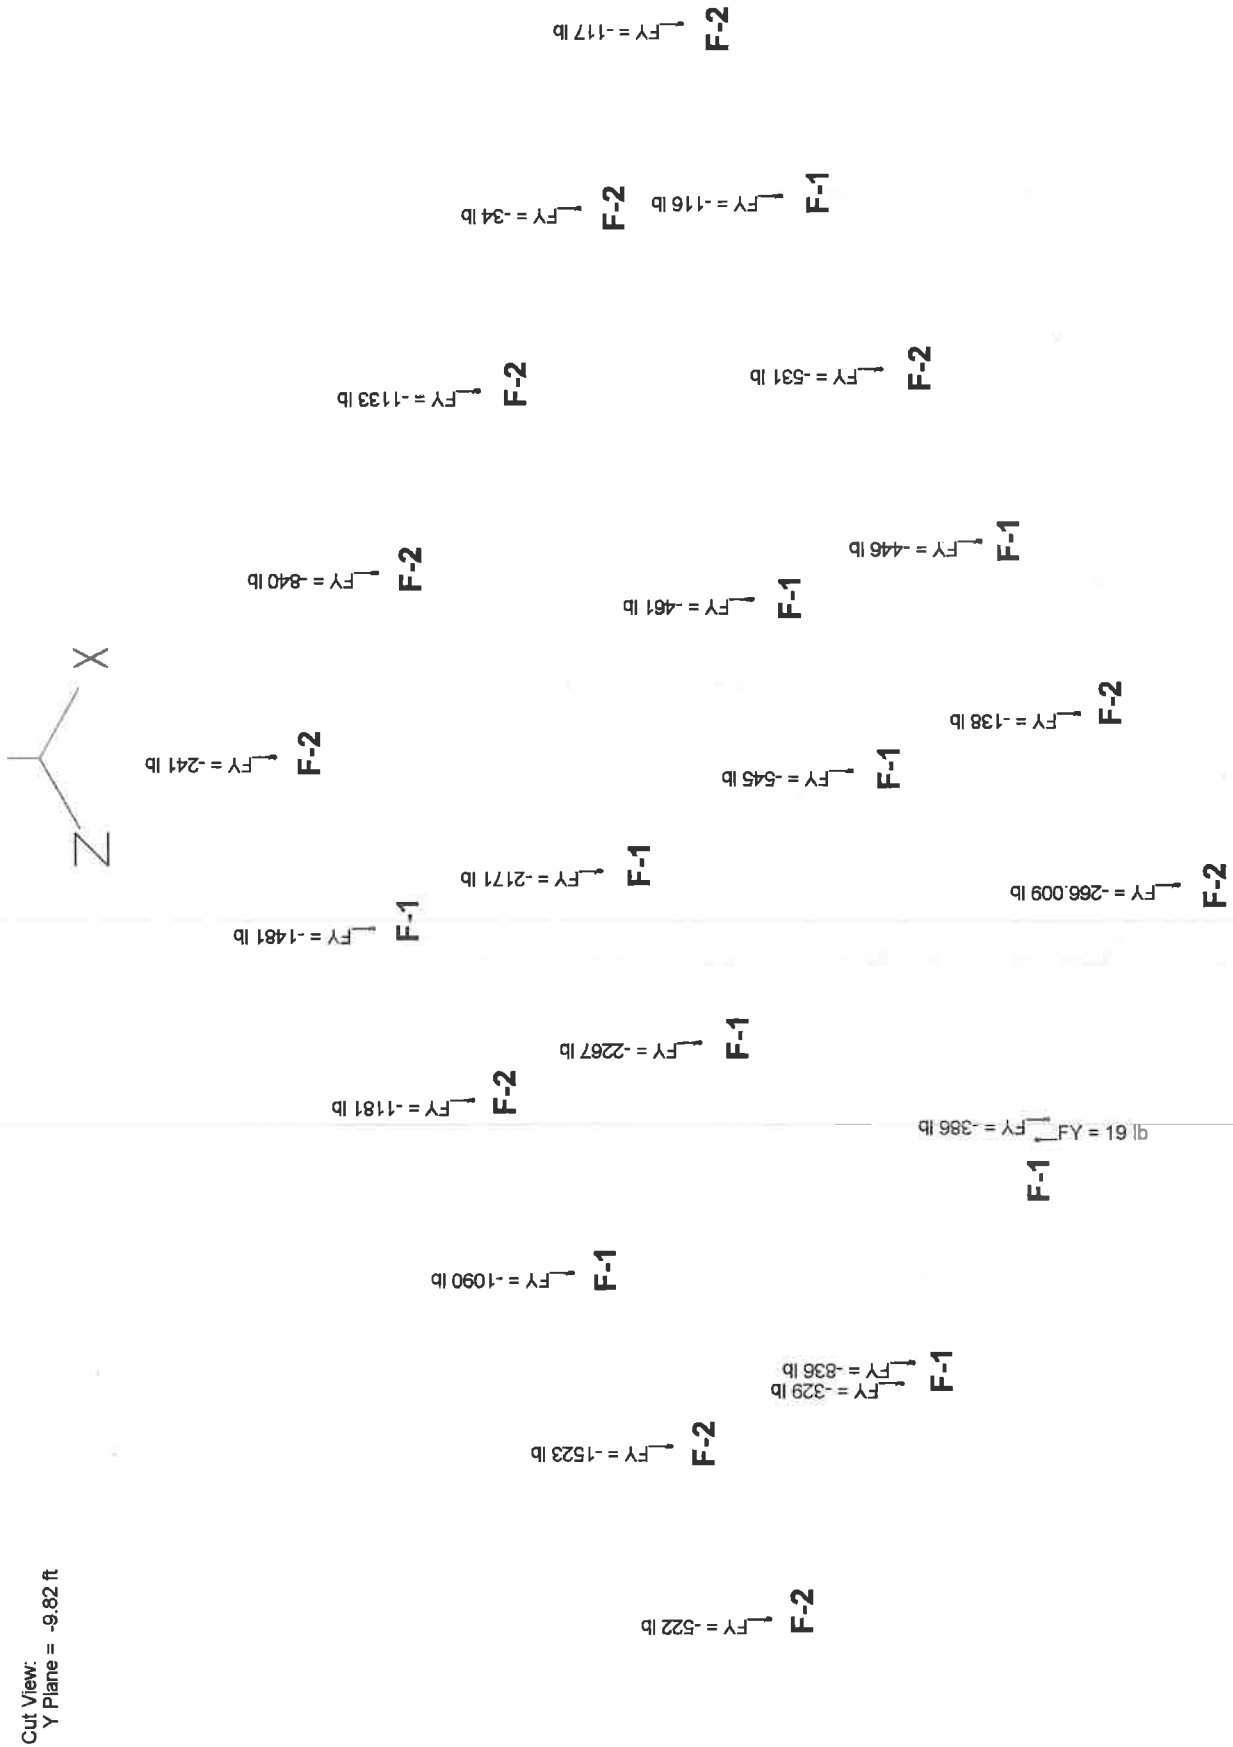 FY = -117 lb
F-2
FY = -34 lb
F-2
FY = -116 lb
F-1
FY = -1133 lb
F-2
FY = -531 lb
F-2
FY = -840 lb
F-2
FY = -446 lb
F-1
FY = -461 lb
F-1
X
Z
FY = -241 lb
F-2
FY = -138 lb
F-2
FY = -545 lb
F-1
FY = -2171 lb
F-1
FY = -266.009 lb
F-2
FY = -1481 lb
F-1
FY = -2267 lb
F-1
FY = -1181 lb
F-2
FY = -386 lb
FY = 19 lb
F-1
FY = -1090 lb
F-1
FY = -836 lb
FY = -329 lb
F-1
FY = -1523 lb
F-2
FY = -522 lb
F-2
Cut View:
Y Plane = -9.82 ft